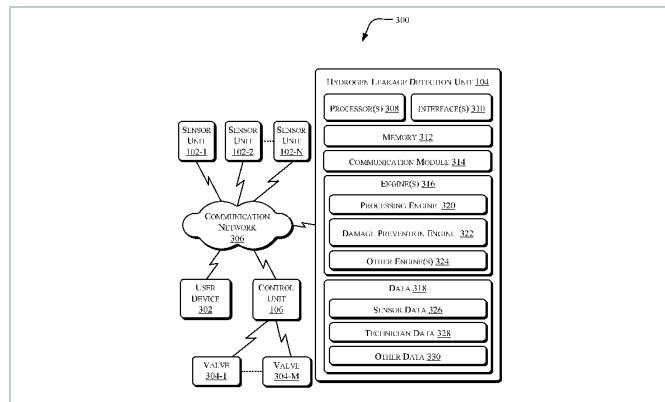 300
HYDROGEN LEAKAGE DETECTION UNIT 104
PROCESSOR(S) 308
INTERFACE(S) 310
MEMORY 312
COMMUNICATION MODULE 314
ENGINE(S) 316
PROCESSING ENGINE 320
DAMAGE PREVENTION ENGINE 322
OTHER ENGINE(S) 324
DATA 318
SENSOR DATA 326
TECHNICIAN DATA 328
OTHER DATA 330
SENSOR
UNIT
102-1
SENSOR
UNIT
102-2
SENSOR
UNIT
102-N
COMMUNICATION
NETWORK
306
USER
DEVICE
302
CONTROL
UNIT
106
VALVE
304-1
VALVE
304-M